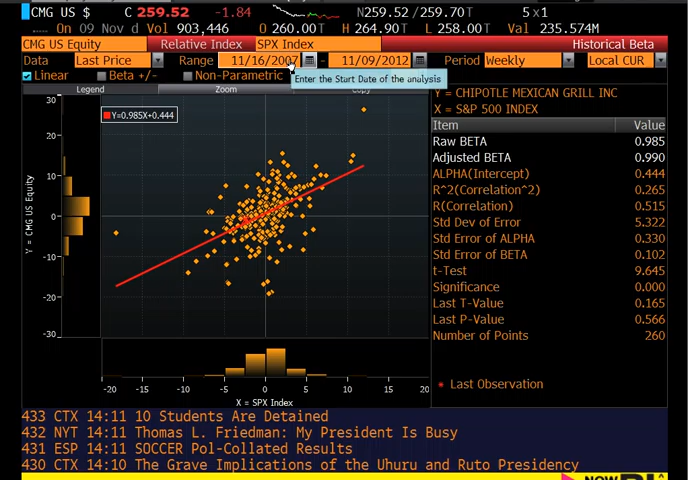 CMG US $ C 259.52 -1.84 N259.52 / 259.70T 5 x 1
On 09 Nov d Vol 903,446 O 260.00T H 264.90T L 258.00T Val 235.574M
CMG US Equity Relative Index SPX Index Historical Beta
Data Last Price Range 11/16/2007 - 11/09/2012 Period Weekly Local CUR
Linear Beta +/- Non-Parametric Enter the Start Date of the analysis
Legend Zoom Copy
Y = CHIPOTLE MEXICAN GRILL INC
X = S&P 500 INDEX
Y=0.985X+0.444
Item Value
Raw BETA 0.985
Adjusted BETA 0.990
ALPHA(Intercept) 0.444
R^2(Correlation^2) 0.265
R(Correlation) 0.515
Std Dev of Error 5.322
Std Error of ALPHA 0.330
Std Error of BETA 0.102
t-Test 9.645
Significance 0.000
Last T-Value 0.165
Last P-Value 0.566
Number of Points 260
Last Observation
30
20
10
0
-10
-20
-30
Y = CMG US Equity
-20 -15 -10 -5 0 5 10 15 20
X = SPX Index
433 CTX 14:11 10 Students Are Detained
432 NYT 14:11 Thomas L. Friedman: My President Is Busy
431 ESP 14:11 SOCCER Pol-Collated Results
430 CTX 14:10 The Grave Implications of the Uhuru and Ruto Presidency
NOW